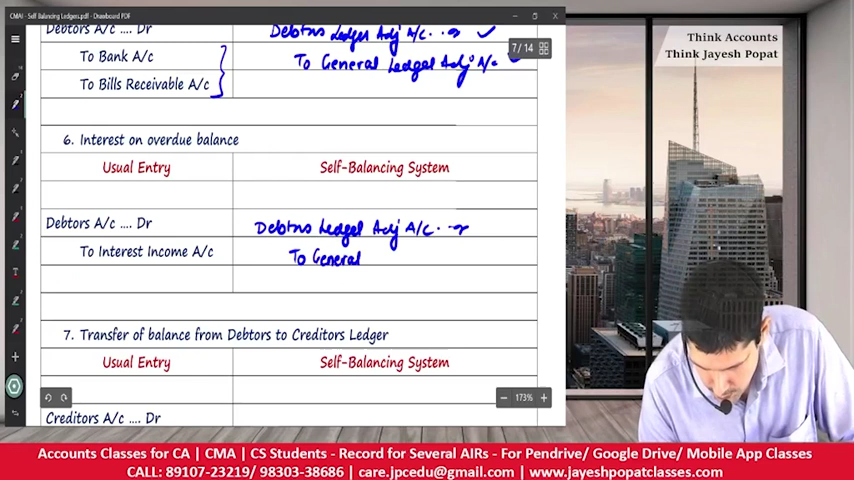 CMAI - Self Balancing Ledgers.pdf - Drawboard PDF
Think Accounts
Think Jayesh Popat
7 / 14
Debtors A/c .... Dr
Debtors Ledger Adj A/c. Dr
To Bank A/c
To General Ledger Adj A/c
To Bills Receivable A/c
6. Interest on overdue balance
Usual Entry Self-Balancing System
Debtors A/c .... Dr
Debtors Ledger Adj A/c. Dr
To Interest Income A/c
To General
7. Transfer of balance from Debtors to Creditors Ledger
Usual Entry Self-Balancing System
173%
Creditors A/c .... Dr
Accounts Classes for CA | CMA | CS Students - Record for Several AIRs - For Pendrive/ Google Drive/ Mobile App Classes
CALL: 89107-23219/ 98303-38686 | care.jpcedu@gmail.com | www.jayeshpopatclasses.com